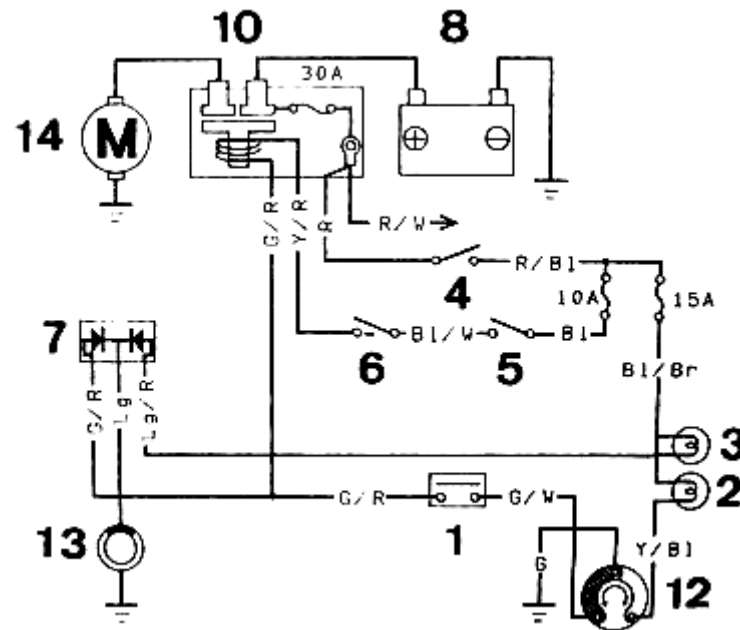 10
8
30A
14
M
G/R
Y/R
R
R/W
4
R/Bl
10A
15A
7
6
Bl/W
5
Bl
Bl/Br
G/R
Lg
Lg/R
3
G/R
1
G/W
2
13
G
Y/Bl
12